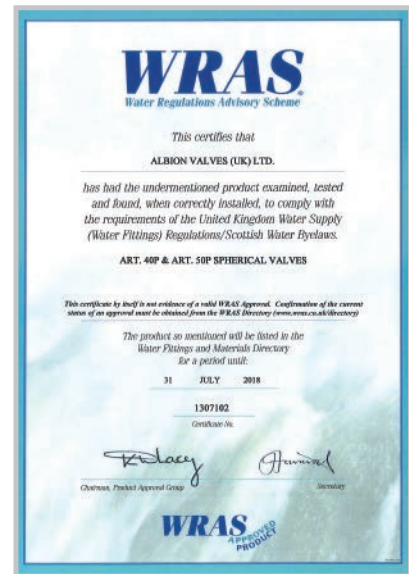 WRAS
Water Regulations Advisory Scheme
This certifies that
ALBION VALVES (UK) LTD.
has had the undermentioned product examined, tested
and found, when correctly installed, to comply with
the requirements of the United Kingdom Water Supply
(Water Fittings) Regulations/Scottish Water Byelaws.
ART. 40P & ART. 50P SPHERICAL VALVES
This certificate by itself is not evidence of a valid WRAS Approval. Confirmation of the current
status of an approval must be obtained from the WRAS Directory (www.wras.co.uk/directory)
The product so mentioned will be listed in the
Water Fittings and Materials Directory
for a period until:
31 JULY 2018
1307102
Certificate No.
Chairman, Product Approval Group
Secretary
WRAS APPROVED
PRODUCT